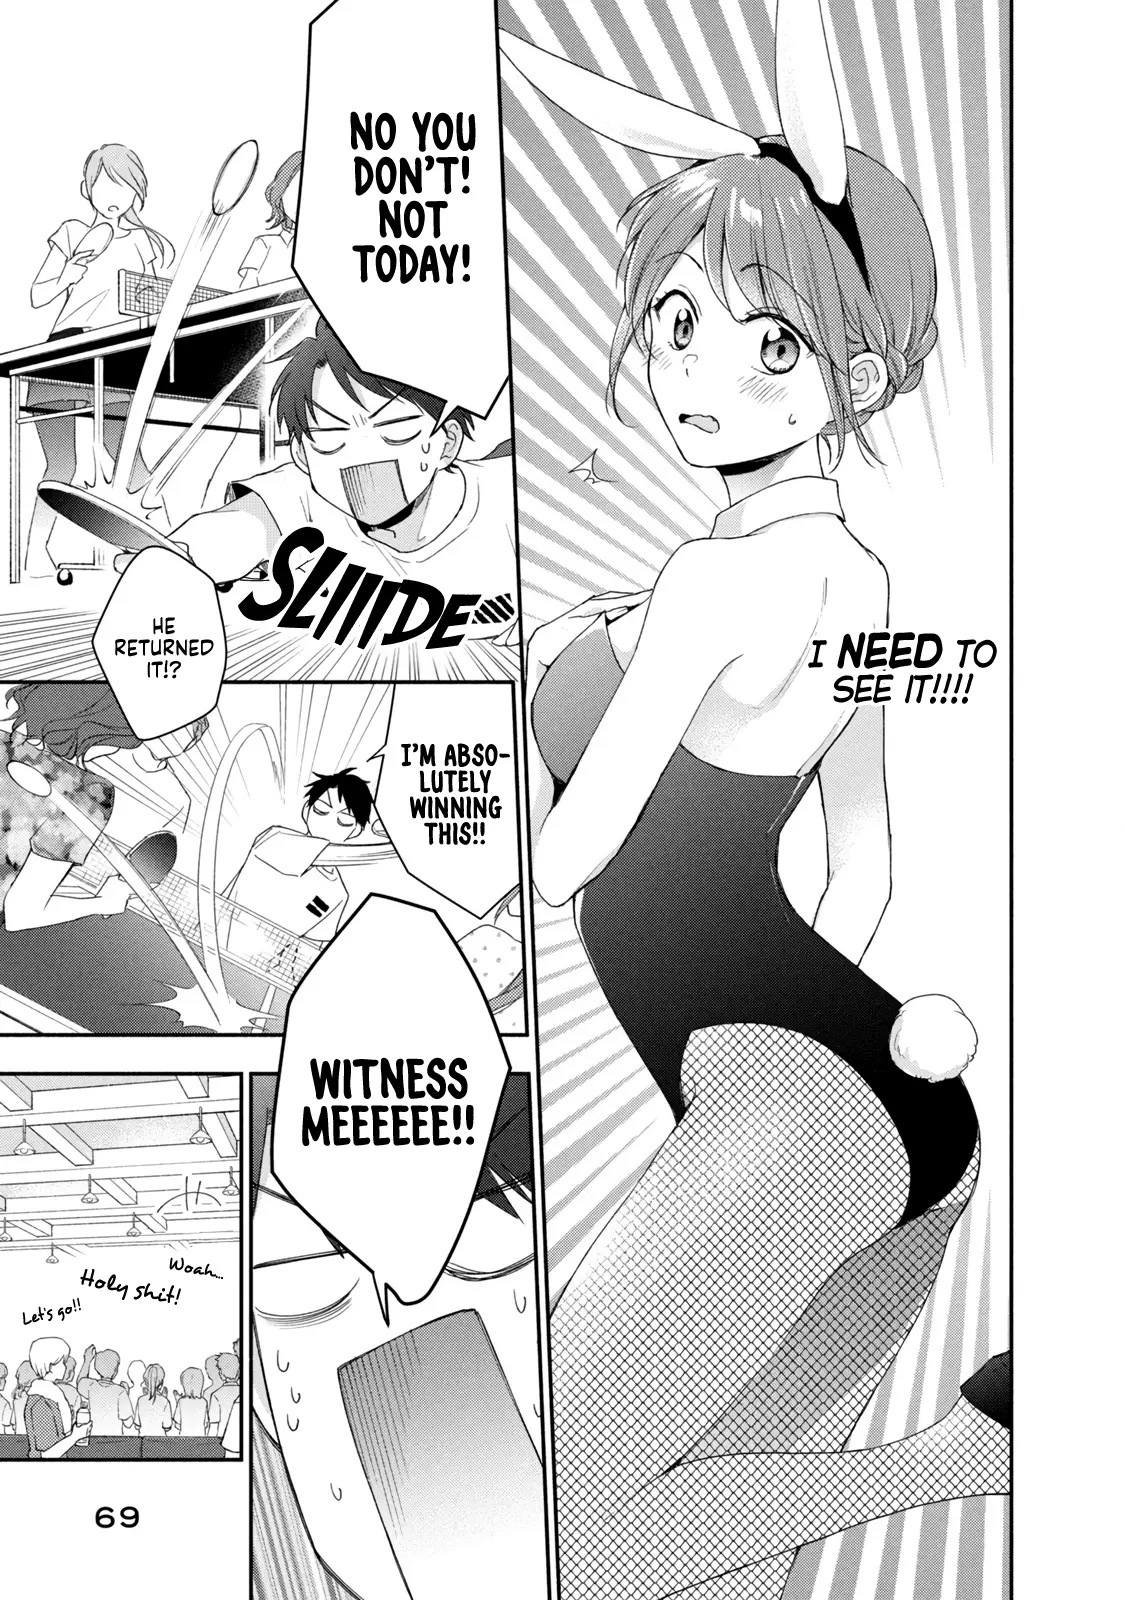 I NEED TO
SEE IT!!!!
NO YOU
DON'T!
NOT
TODAY!
SLIIIDE
HE
RETURNED
IT!?
I'M ABSO-
LUTELY
WINNING
THIS!!
WITNESS
MEEEEEE!!
Woah...
Holy shit!
Let's go!!
69